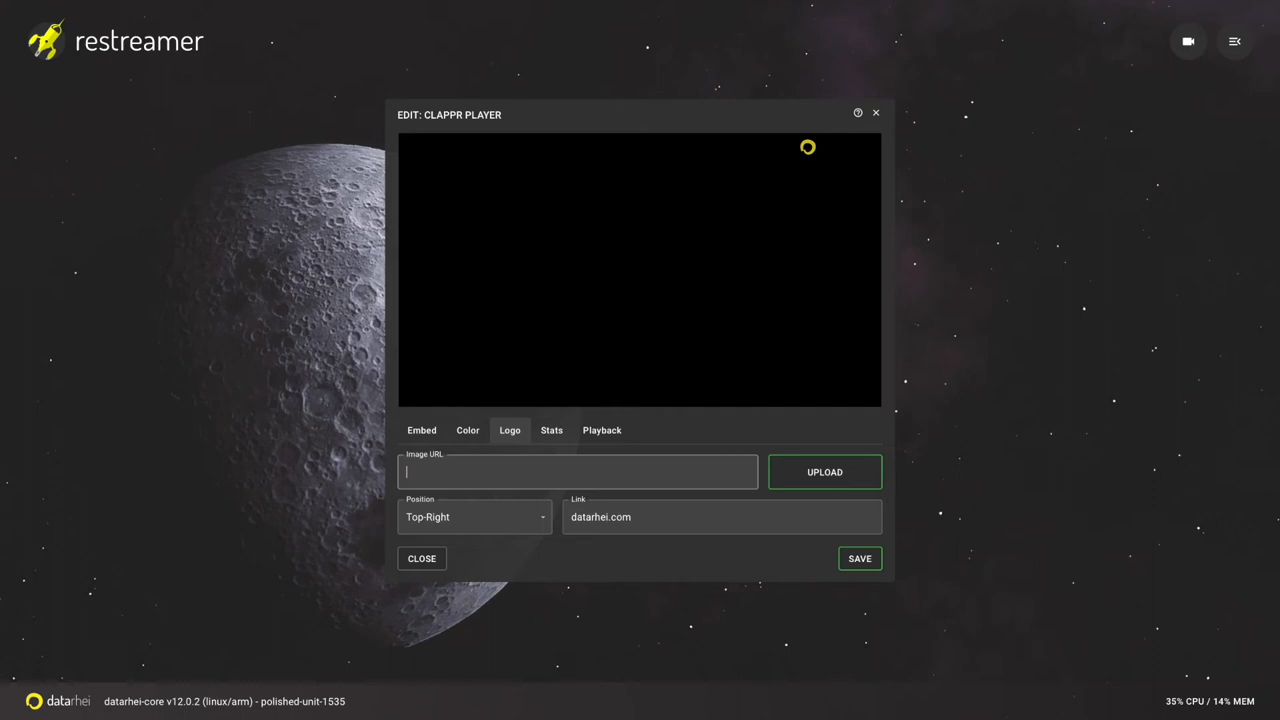 restreamer
EDIT: CLAPPR PLAYER
Embed Color Logo Stats Playback
Image URL
UPLOAD
Position
Top-Right
Link
datarhei.com
CLOSE
SAVE
datarhei datarhei-core v12.0.2 (linux/arm) - polished-unit-1535
35% CPU / 14% MEM